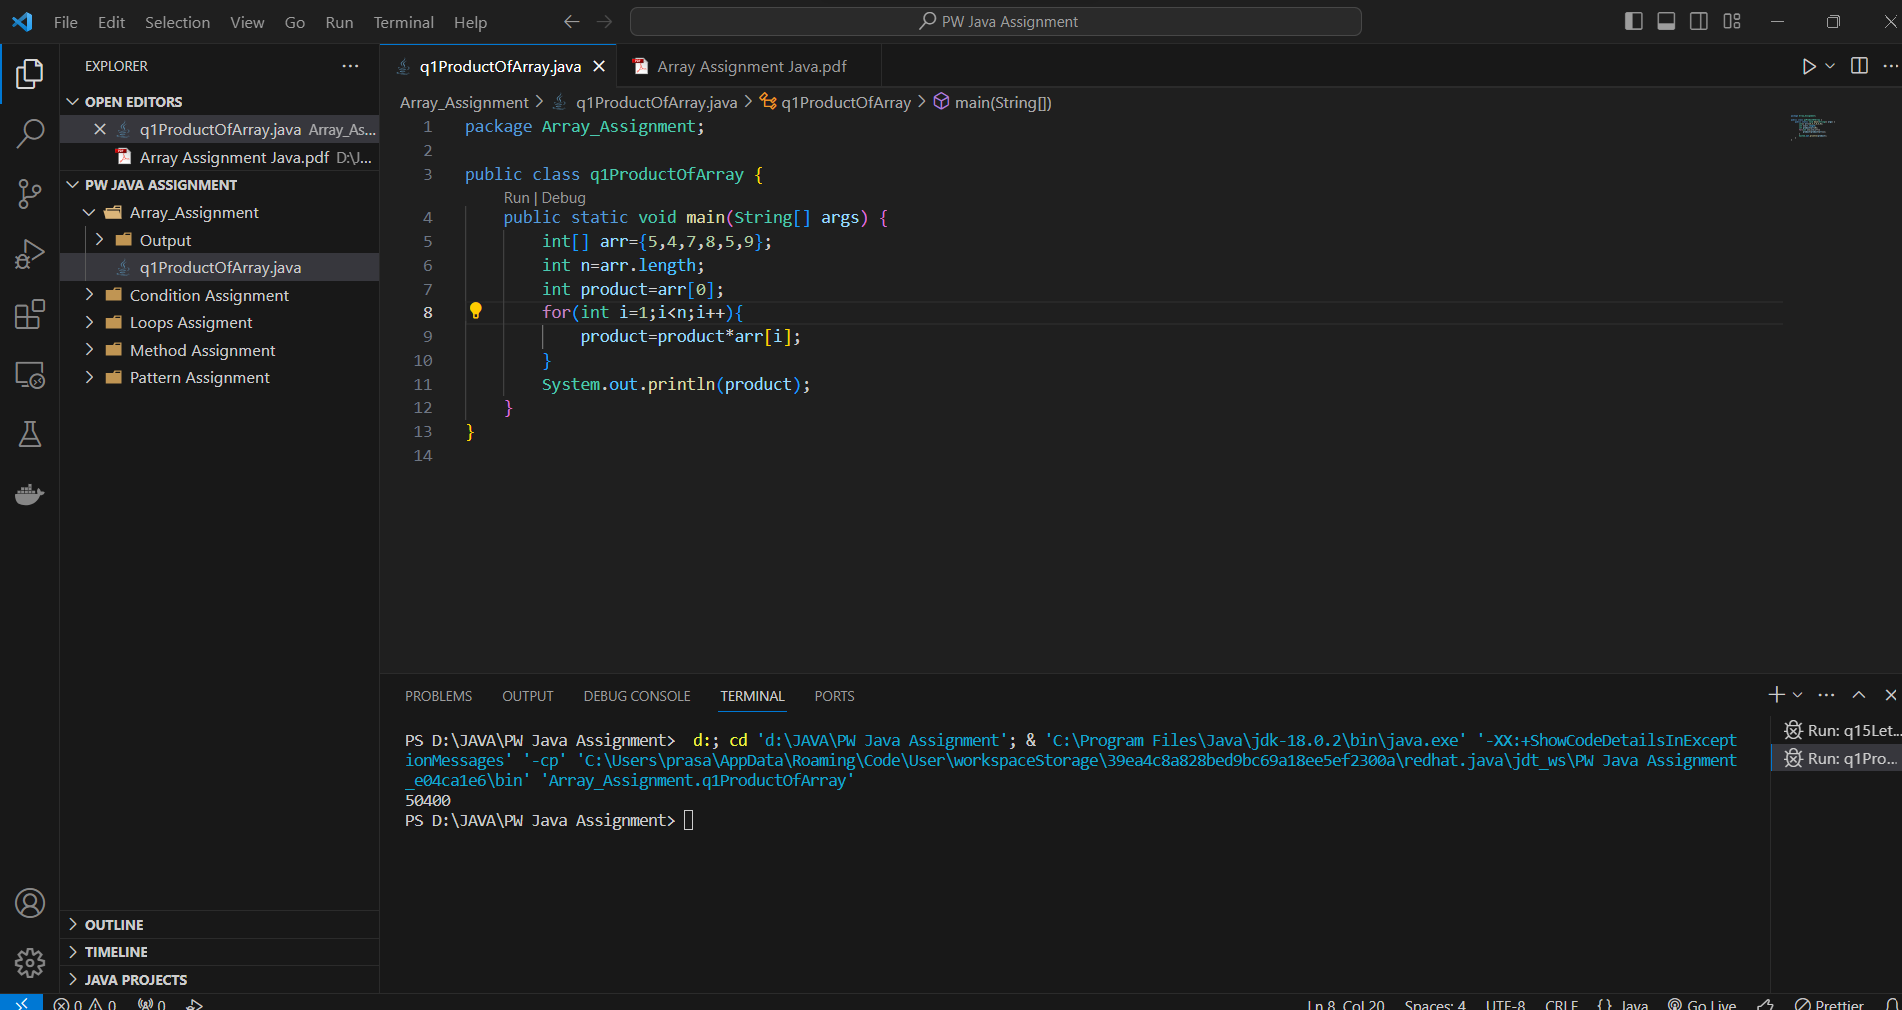 File Edit Selection View Go Run Terminal Help
PW Java Assignment
EXPLORER
OPEN EDITORS
q1ProductOfArray.java Array_As...
Array Assignment Java.pdf D:\J...
PW JAVA ASSIGNMENT
Array_Assignment
Output
q1ProductOfArray.java
Condition Assignment
Loops Assigment
Method Assignment
Pattern Assignment
OUTLINE
TIMELINE
JAVA PROJECTS
q1ProductOfArray.java Array Assignment Java.pdf
Array_Assignment > q1ProductOfArray.java > q1ProductOfArray > main(String[])
1 package Array_Assignment;
2
3 public class q1ProductOfArray {
Run | Debug
4 public static void main(String[] args) {
5 int[] arr={5,4,7,8,5,9};
6 int n=arr.length;
7 int product=arr[0];
8 for(int i=1;i<n;i++){
9 product=product*arr[i];
10 }
11 System.out.println(product);
12 }
13 }
14
PROBLEMS OUTPUT DEBUG CONSOLE TERMINAL PORTS
PS D:\JAVA\PW Java Assignment> d:; cd 'd:\JAVA\PW Java Assignment'; & 'C:\Program Files\Java\jdk-18.0.2\bin\java.exe' '-XX:+ShowCodeDetailsInExcept
ionMessages' '-cp' 'C:\Users\prasa\AppData\Roaming\Code\User\workspaceStorage\39ea4c8a828bed9bc69a18ee5ef2300a\redhat.java\jdt_ws\PW Java Assignment
_e04ca1e6\bin' 'Array_Assignment.q1ProductOfArray'
50400
PS D:\JAVA\PW Java Assignment>
Run: q15Let...
Run: q1Pro...
0 0 0
Ln 8, Col 20 Spaces: 4 UTF-8 CRLF {} Java Go Live Prettier